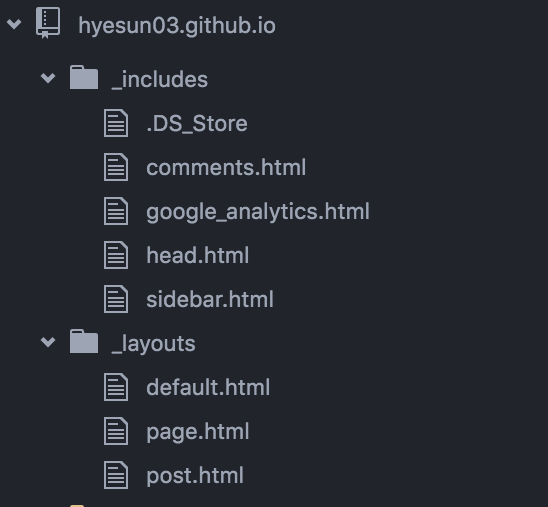 hyesun03.github.io
_includes
.DS_Store
comments.html
google_analytics.html
head.html
sidebar.html
_layouts
default.html
page.html
post.html